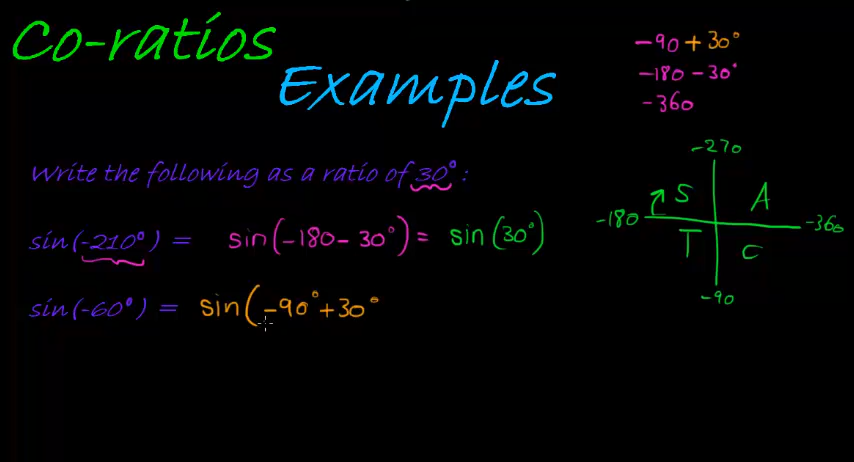 Co-ratios
Examples
-90 + 30°
-180 - 30°
-360
Write the following as a ratio of 30°:
sin(-210°) = sin(-180 - 30°) = sin(30°)
sin(-60°) = sin(-90° + 30°
-270
S A
-180 -360
T C
-90